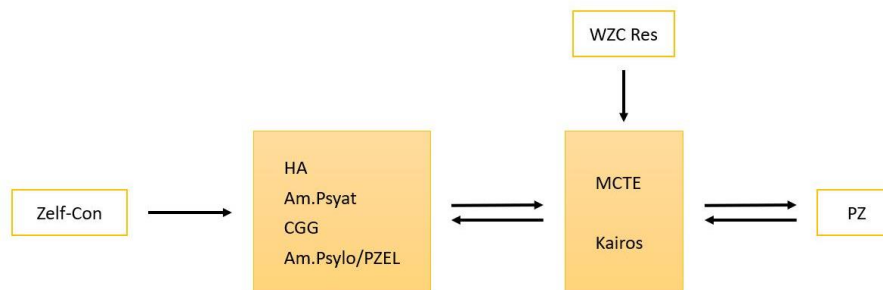 WZC Res
Zelf-Con
HA
Am.Psyat
CGG
Am.Psylo/PZEL
MCTE
Kairos
PZ